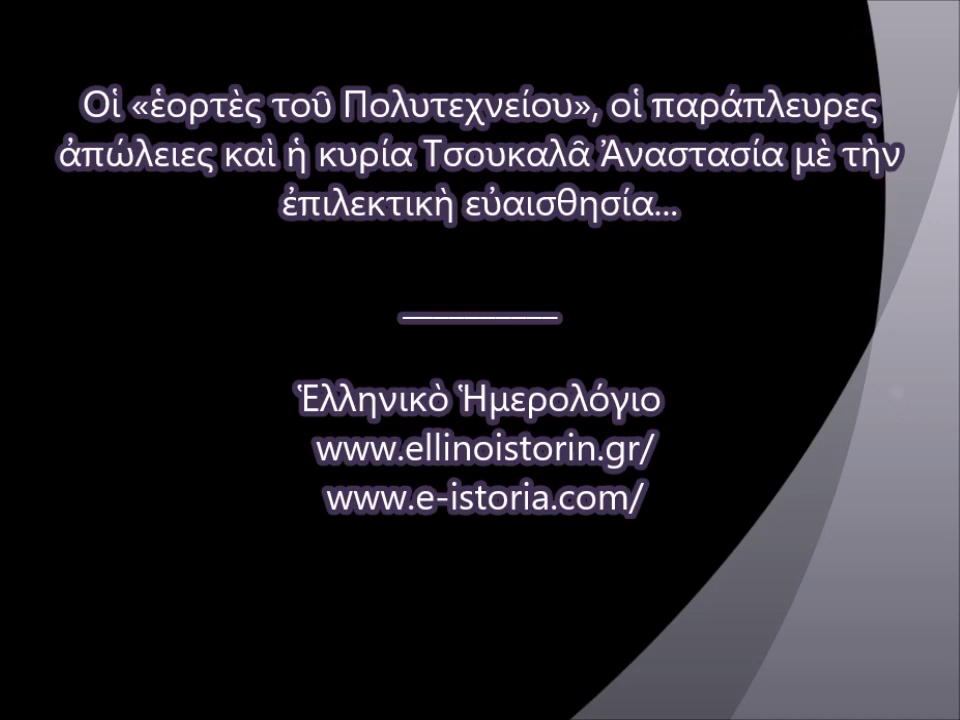 Οἱ «ἑορτὲς τοῦ Πολυτεχνείου», οἱ παράπλευρες
ἀπώλειες καὶ ἡ κυρία Τσουκαλᾶ Ἀναστασία μὲ τὴν
ἐπιλεκτικὴ εὐαισθησία...
___________
Ἑλληνικὸ Ἡμερολόγιο
www.ellinoistorin.gr/
www.e-istoria.com/